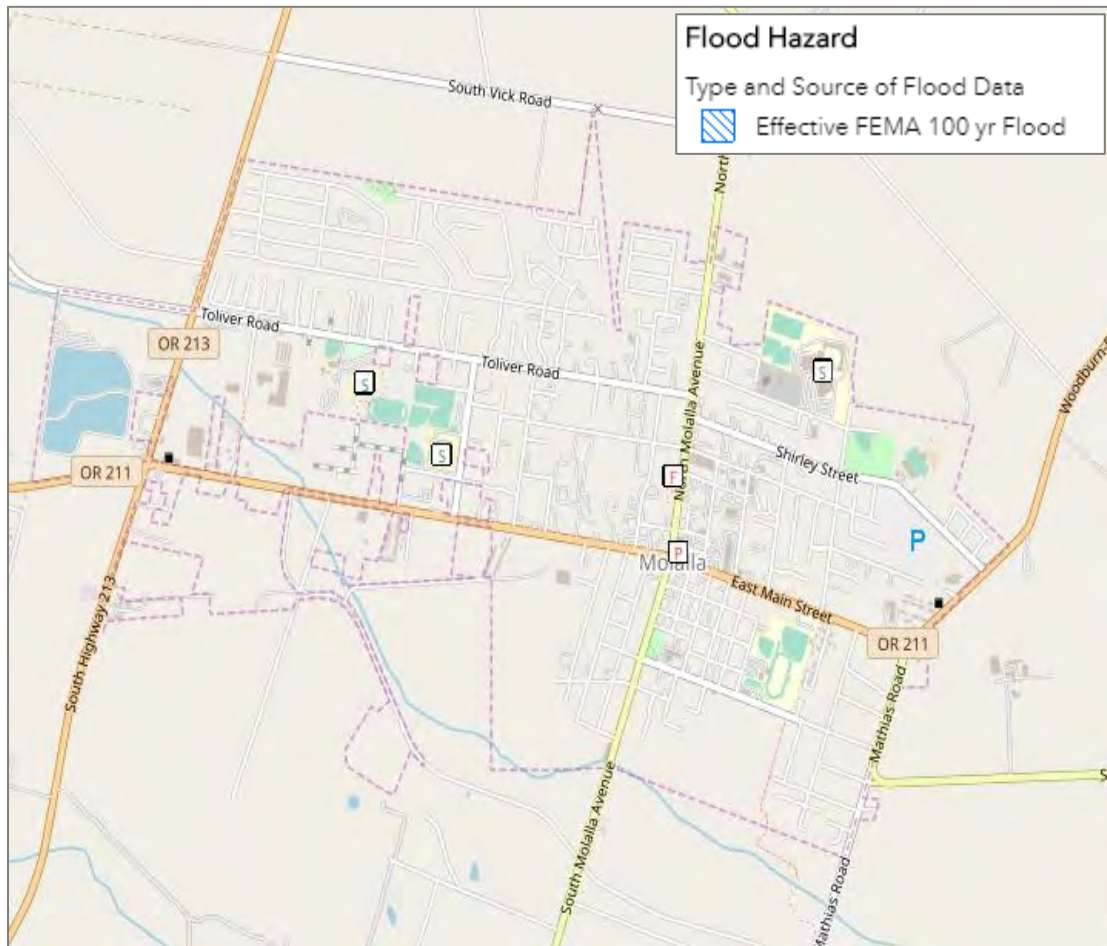 Flood Hazard
Type and Source of Flood Data
Effective FEMA 100 yr Flood
South Vick Road
North
Toliver Road
OR 213
Toliver Road
S
S
S
North Molalla Avenue
Woodburn-
OR 211
F
Shirley Street
P
P
Molalla
East Main Street
OR 211
South Highway 213
Mathias Road
S
South Molalla Avenue
Mathias Road